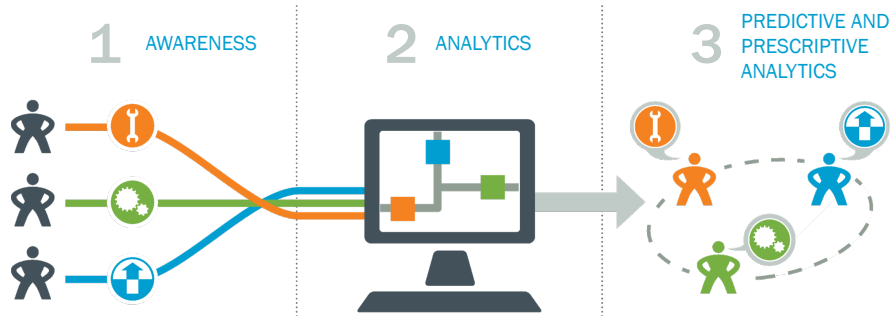 1 AWARENESS
2 ANALYTICS
3 PREDICTIVE AND
PRESCRIPTIVE
ANALYTICS